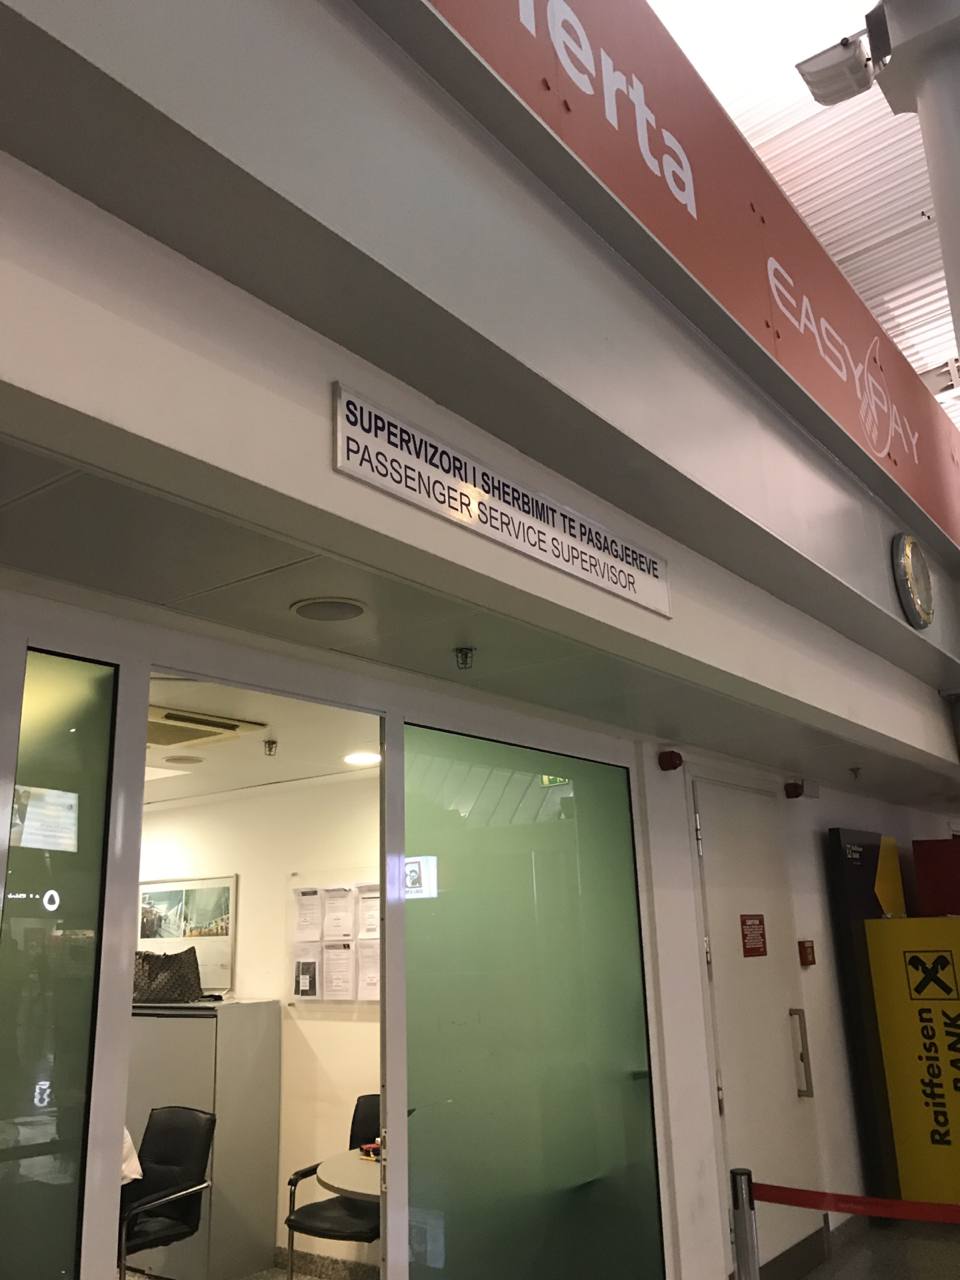 erta
EASYPAY
SUPERVIZORI I SHERBIMIT TE PASAGJEREVE
PASSENGER SERVICE SUPERVISOR
Raiffeisen
BANK